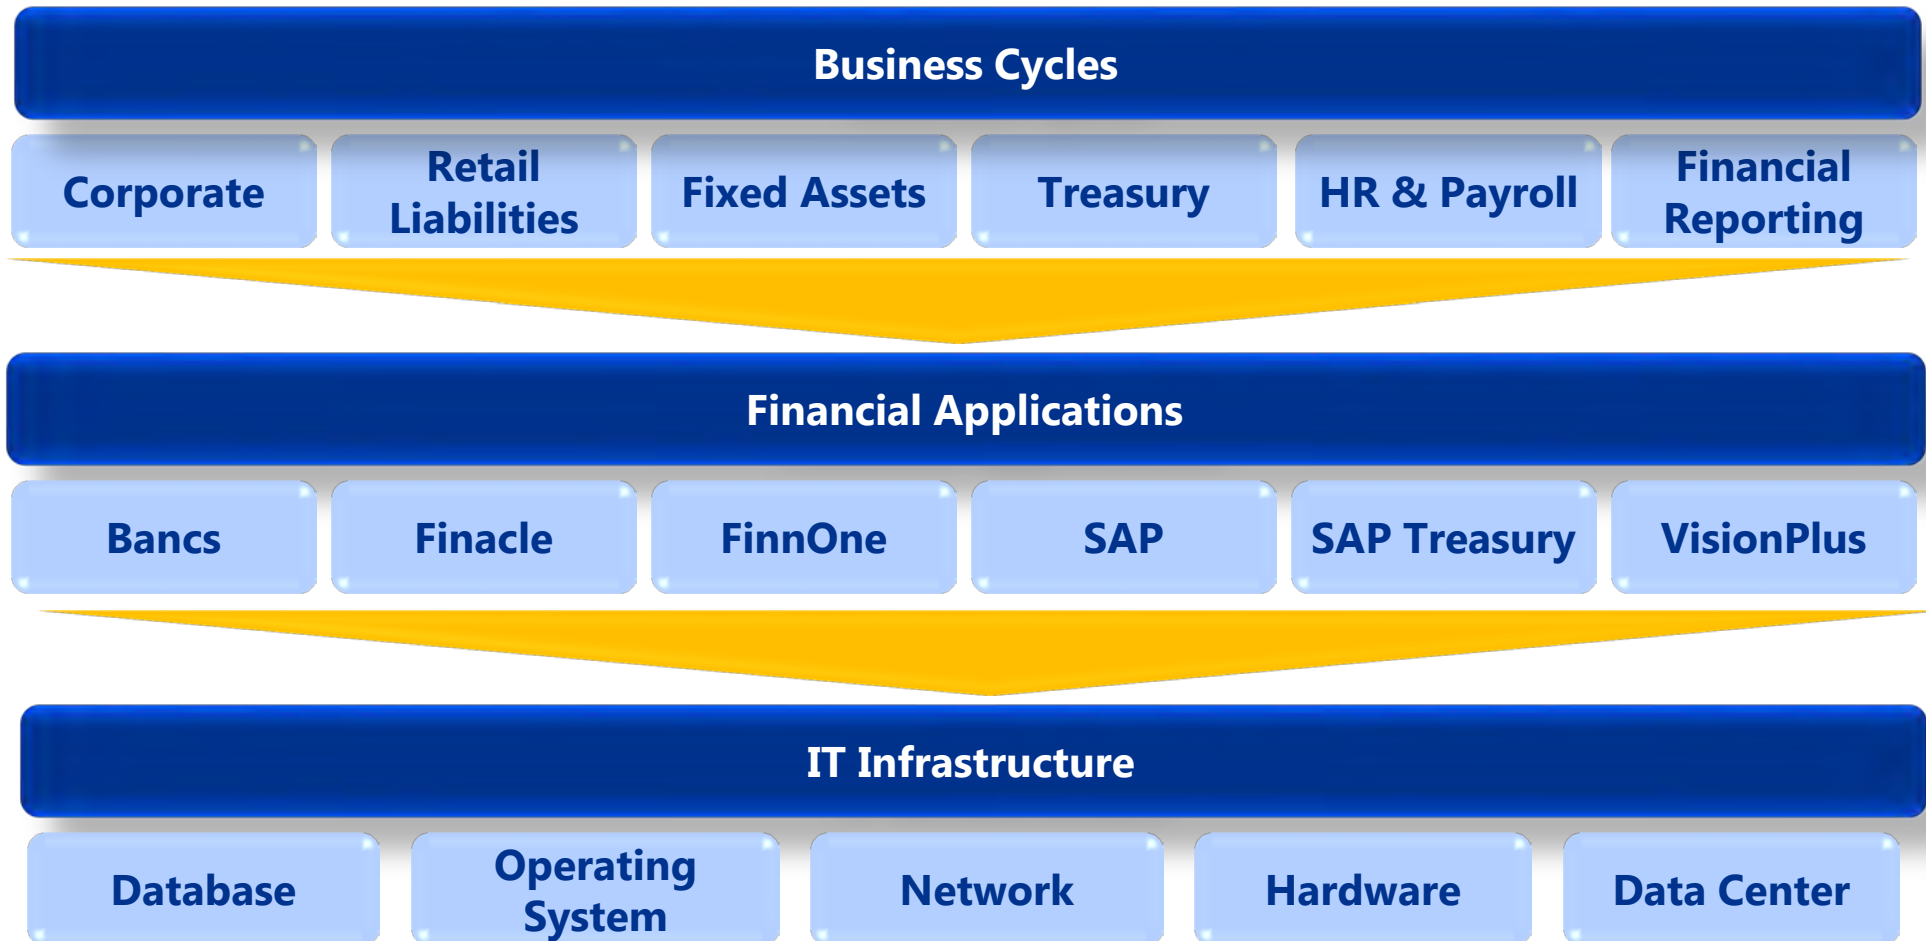 Business Cycles
Corporate
Retail
Liabilities
Fixed Assets
Treasury
HR & Payroll
Financial
Reporting
Financial Applications
Bancs
Finacle
FinnOne
SAP
SAP Treasury
VisionPlus
IT Infrastructure
Database
Operating
System
Network
Hardware
Data Center